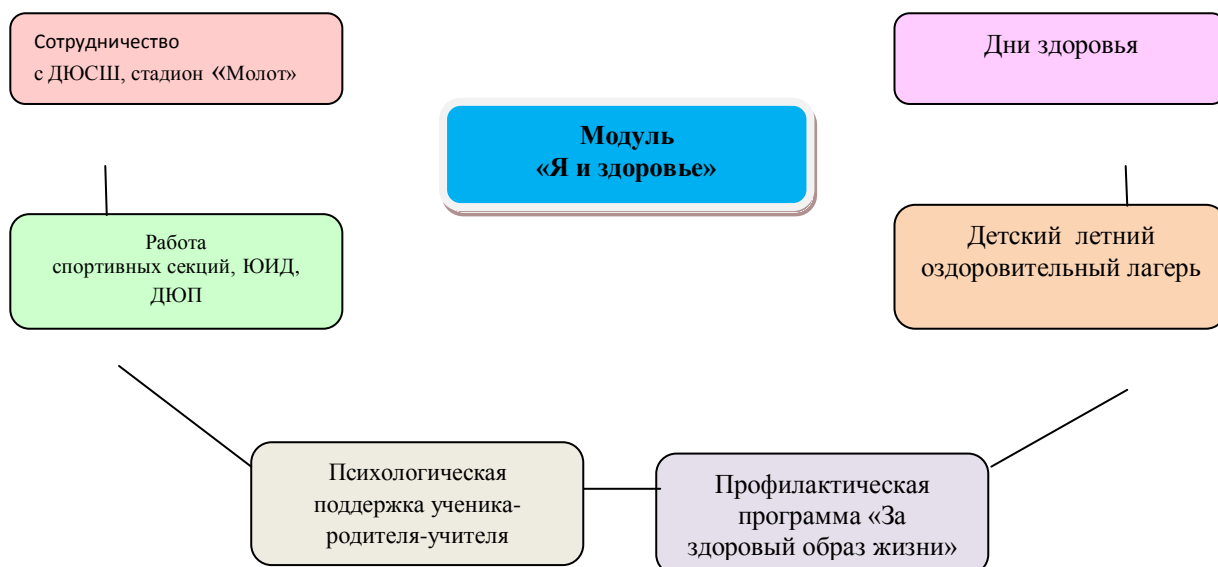 Сотрудничество
с ДЮСШ, стадион «Молот»
Дни здоровья
Модуль
«Я и здоровье»
Работа
спортивных секций, ЮИД,
ДЮП
Детский летний
оздоровительный лагерь
Психологическая
поддержка ученика-
родителя-учителя
Профилактическая
программа «За
здоровый образ жизни»